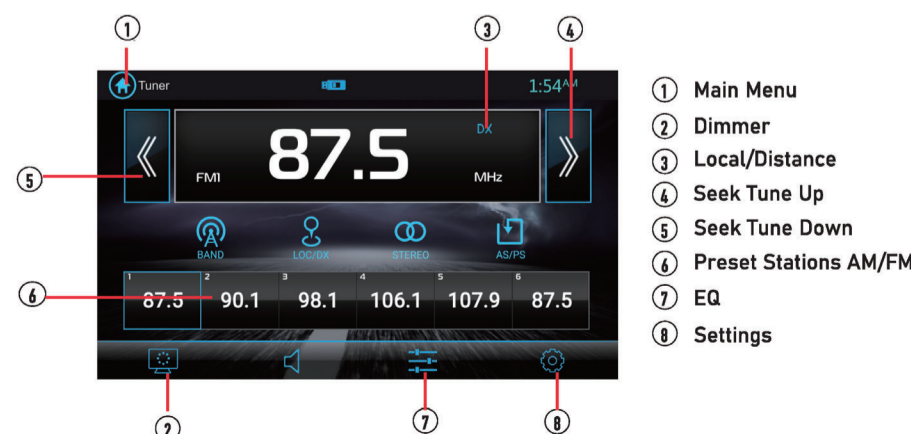 1 3 4
Tuner 1:54AM
DX
87.5
FM1 MHz
5
BAND LOC/DX STEREO AS/PS
1 2 3 4 5 6
6
87.5 90.1 98.1 106.1 107.9 87.5
2 7 8
1 Main Menu
2 Dimmer
3 Local/Distance
4 Seek Tune Up
5 Seek Tune Down
6 Preset Stations AM/FM
7 EQ
8 Settings